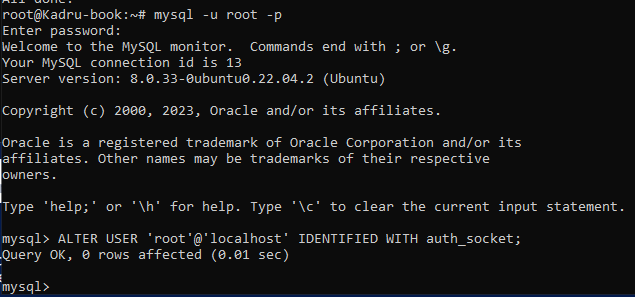 All done.
root@Kadru-book:~# mysql -u root -p
Enter password:
Welcome to the MySQL monitor.  Commands end with ; or \g.
Your MySQL connection id is 13
Server version: 8.0.33-0ubuntu0.22.04.2 (Ubuntu)
Copyright (c) 2000, 2023, Oracle and/or its affiliates.
Oracle is a registered trademark of Oracle Corporation and/or its
affiliates. Other names may be trademarks of their respective
owners.
Type 'help;' or '\h' for help. Type '\c' to clear the current input statement.
mysql> ALTER USER 'root'@'localhost' IDENTIFIED WITH auth_socket;
Query OK, 0 rows affected (0.01 sec)
mysql>